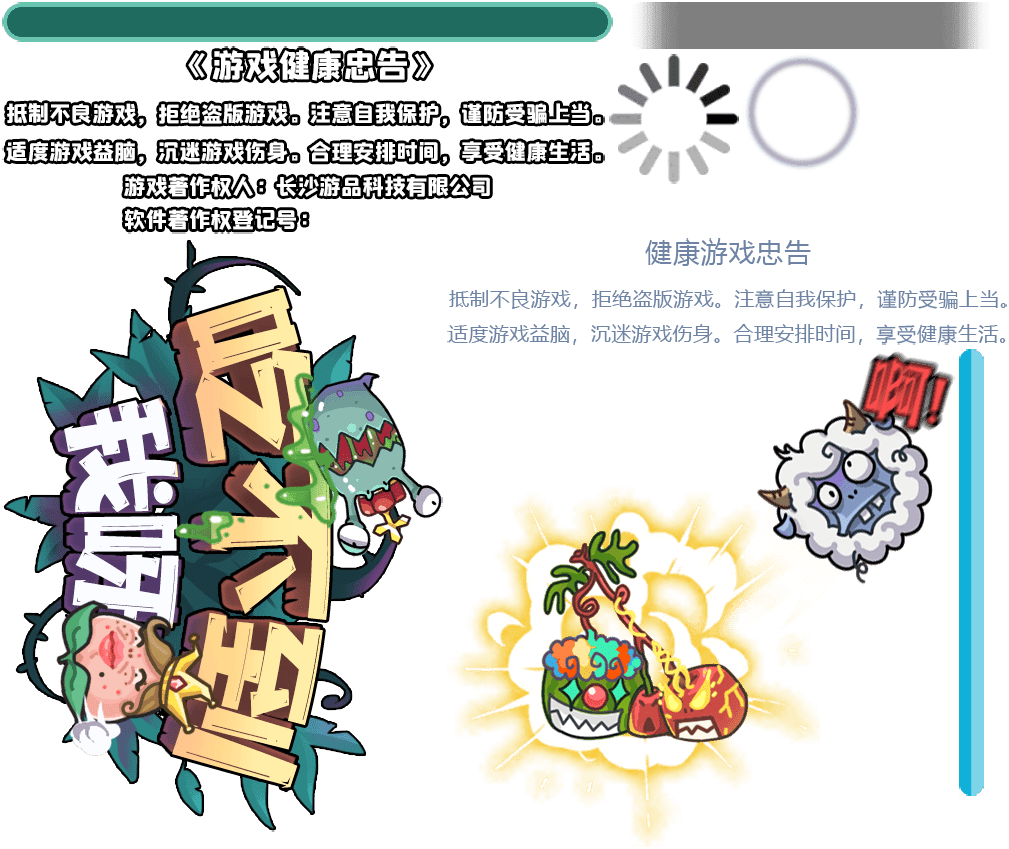 《游戏健康忠告》
抵制不良游戏，拒绝盗版游戏。注意自我保护，谨防受骗上当。
适度游戏益脑，沉迷游戏伤身。合理安排时间，享受健康生活。
游戏著作权人：长沙游品科技有限公司
软件著作权登记号：
健康游戏忠告
抵制不良游戏，拒绝盗版游戏。注意自我保护，谨防受骗上当。
适度游戏益脑，沉迷游戏伤身。合理安排时间，享受健康生活。
啊！
吃不到
我呀